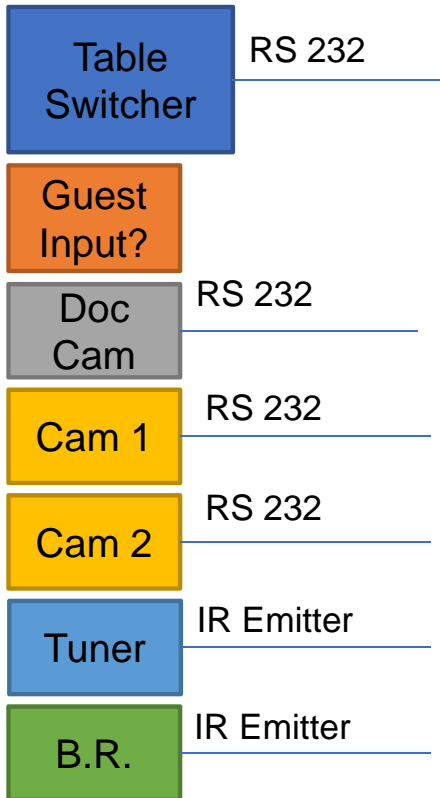 Table
Switcher
RS 232
Guest
Input?
Doc
Cam
RS 232
Cam 1
RS 232
Cam 2
RS 232
Tuner
IR Emitter
B.R.
IR Emitter